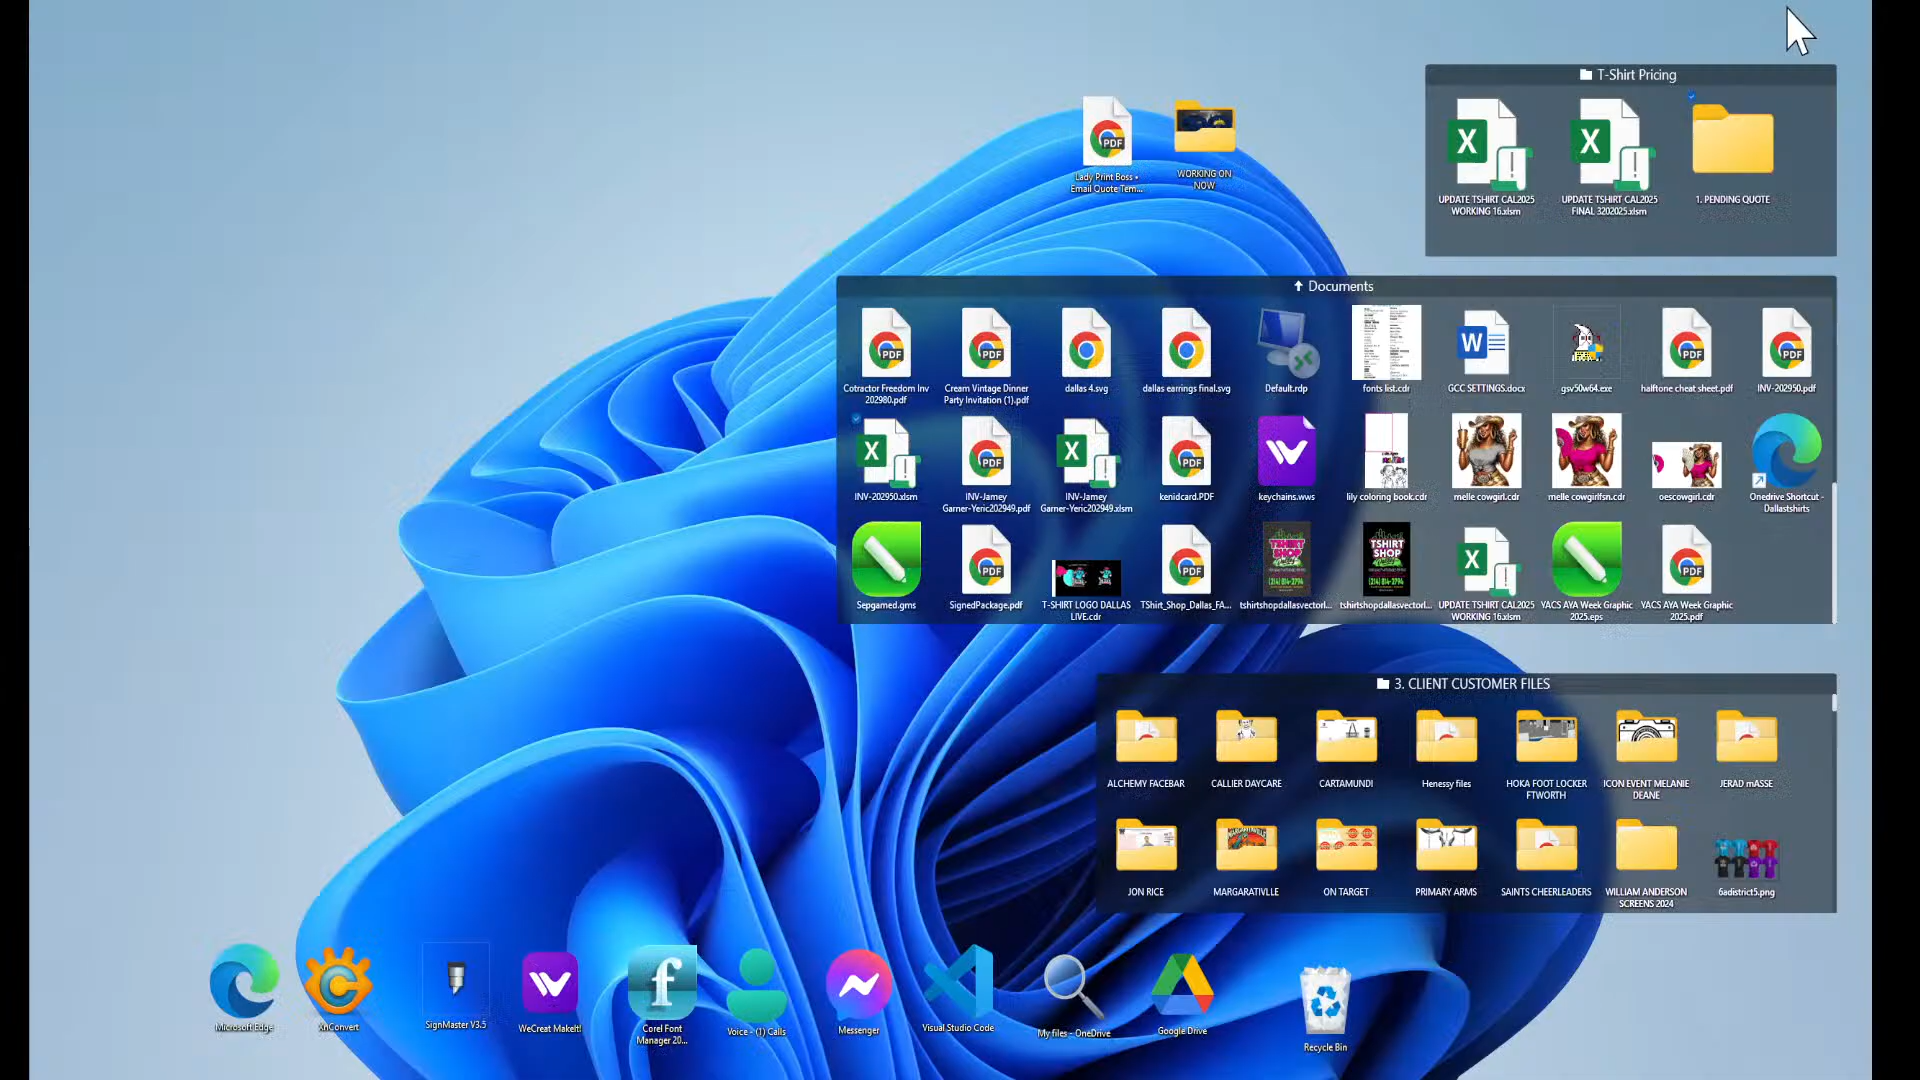 T-Shirt Pricing
Lady Print Boss •
Email Quote Tem...
WORKING ON
NOW
UPDATE TSHIRT CAL2025
WORKING 16.xlsm
UPDATE TSHIRT CAL2025
FINAL 3202025.xlsm
1. PENDING QUOTE
Documents
Cotractor Freedom Inv
202980.pdf
Cream Vintage Dinner
Party Invitation (1).pdf
dallas 4.svg
dallas earrings final.svg
Default.rdp
fonts list.cdr
GCC SETTINGS.docx
gsv50w64.exe
halftone cheat sheet.pdf
INV-202950.pdf
INV-202950.xlsm
INV-Jamey
Garner-Yeric202949.pdf
INV-Jamey
Garner-Yeric202949.xlsm
kenidcard.PDF
keychains.wws
lily coloring book.cdr
melle cowgirl.cdr
melle cowgirlfsn.cdr
oescowgirl.cdr
Onedrive Shortcut -
Dallastshirts
Sepgamed.gms
SignedPackage.pdf
T-SHIRT LOGO DALLAS
LIVE.cdr
TShirt_Shop_Dallas_FA...
tshirtshopdallasvectorl...
tshirtshopdallasvectorl...
UPDATE TSHIRT CAL2025
WORKING 16.xlsm
YACS AYA Week Graphic
2025.eps
YACS AYA Week Graphic
2025.pdf
3. CLIENT CUSTOMER FILES
ALCHEMY FACEBAR
CALLIER DAYCARE
CARTAMUNDI
Henessy files
HOKA FOOT LOCKER
FTWORTH
ICON EVENT MELANIE
DEANE
JERAD mASSE
JON RICE
MARGARATIVLLE
ON TARGET
PRIMARY ARMS
SAINTS CHEERLEADERS
WILLIAM ANDERSON
SCREENS 2024
6adistrict5.png
Microsoft Edge
XnConvert
SignMaster V3.5
WeCreat MakeIt!
Corel Font
Manager 20...
Voice - (1) Calls
Messenger
Visual Studio Code
My files - OneDrive
Google Drive
Recycle Bin